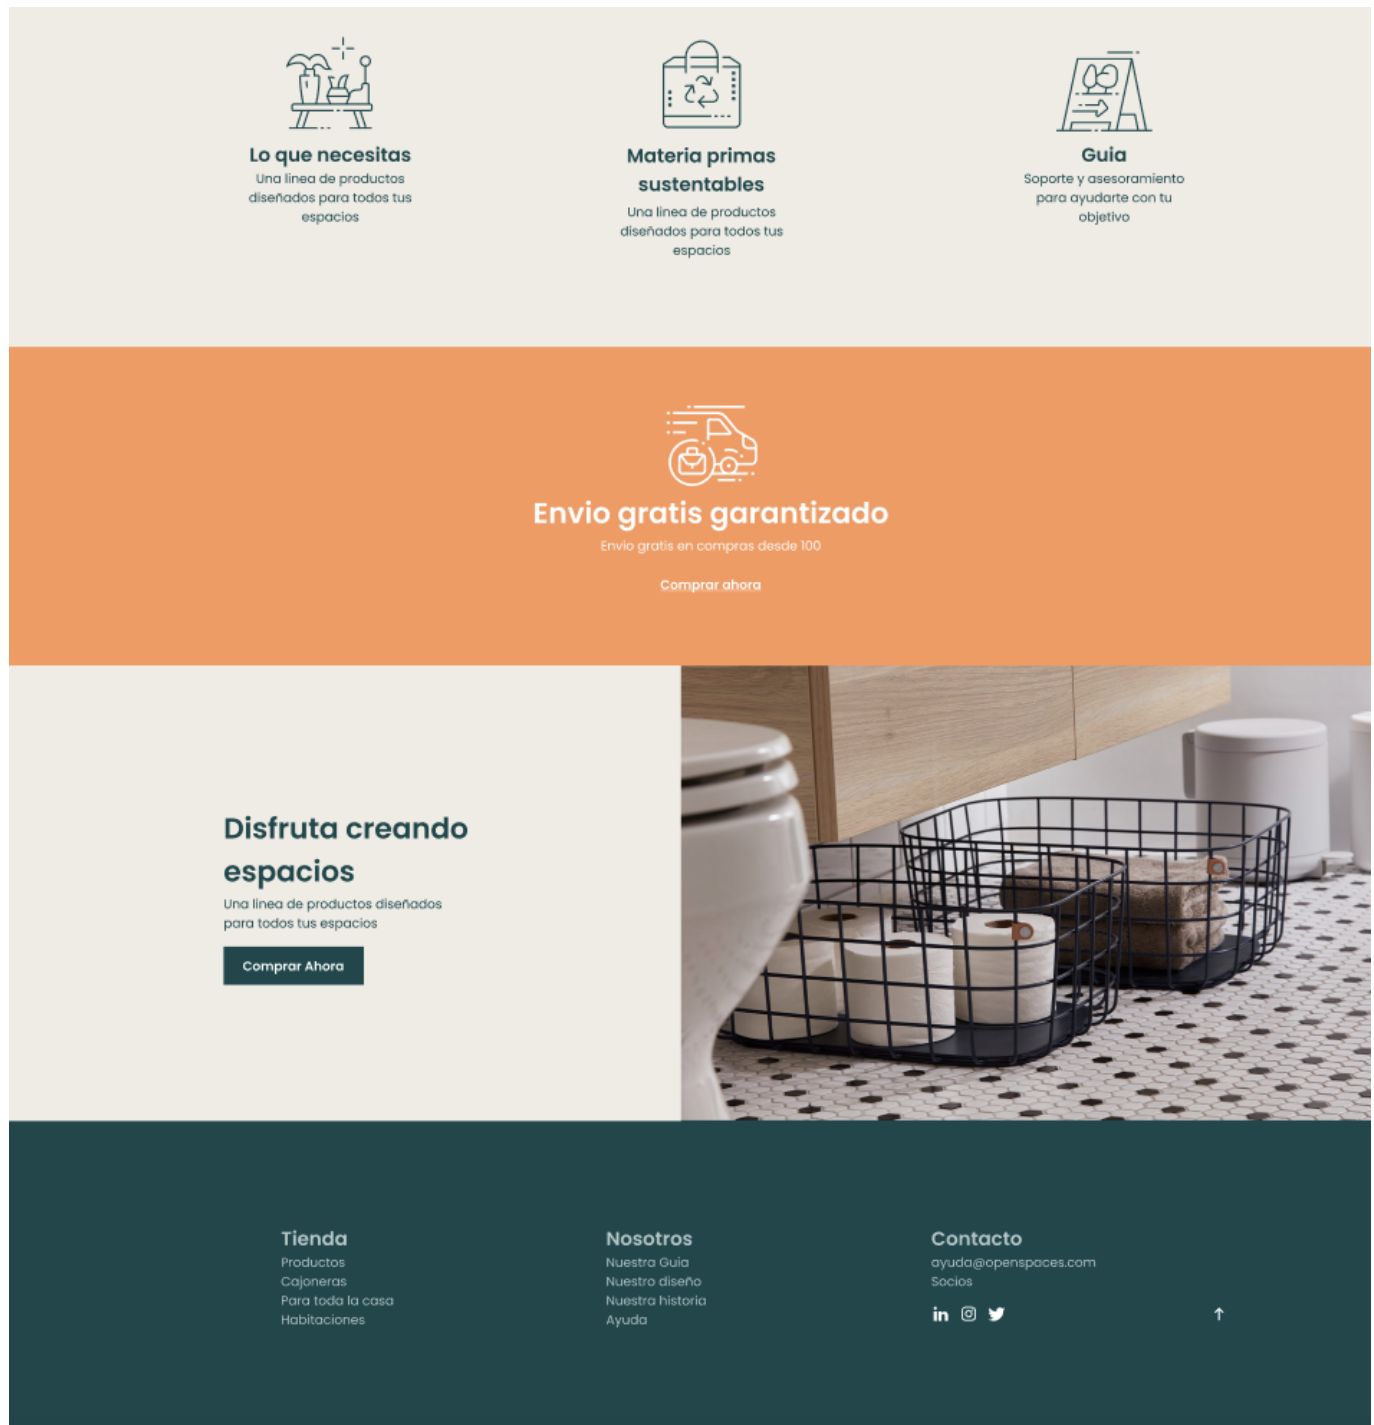 Lo que necesitas
Una linea de productos
diseñados para todos tus
espacios
Materia primas
sustentables
Una linea de productos
diseñados para todos tus
espacios
Guia
Soporte y asesoramiento
para ayudarte con tu
objetivo
Envio gratis garantizado
Envio gratis en compras desde 100
Comprar ahora
Disfruta creando
espacios
Una linea de productos diseñados
para todos tus espacios
Comprar Ahora
Tienda
Productos
Cajoneras
Para toda la casa
Habitaciones
Nosotros
Nuestra Guia
Nuestro diseño
Nuestra historia
Ayuda
Contacto
ayuda@openspaces.com
Socios